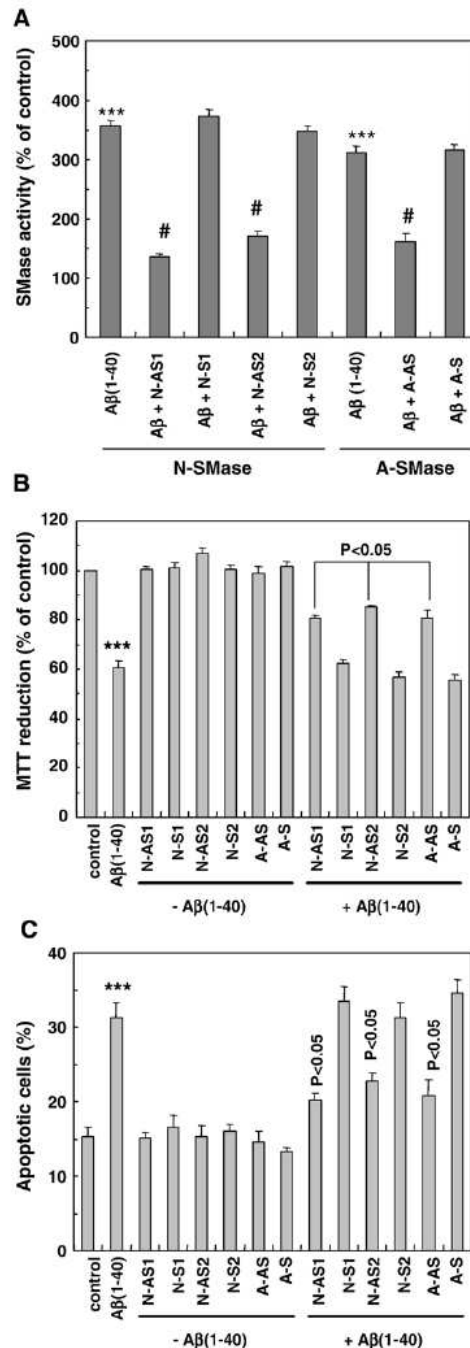 A
SMase activity (% of control)
500
400
300
200
100
0
***
#
#
***
#
Aβ(1-40)
Aβ + N-AS1
Aβ + N-S1
Aβ + N-AS2
Aβ + N-S2
Aβ (1-40)
Aβ + A-AS
Aβ + A-S
N-SMase
A-SMase
B
MTT reduction (% of control)
120
100
80
60
40
20
0
***
P<0.05
control
Aβ(1-40)
N-AS1
N-S1
N-AS2
N-S2
A-AS
A-S
N-AS1
N-S1
N-AS2
N-S2
A-AS
A-S
- Aβ(1-40)
+ Aβ(1-40)
C
Apoptotic cells (%)
40
30
20
10
0
***
P<0.05
P<0.05
P<0.05
control
Aβ(1-40)
N-AS1
N-S1
N-AS2
N-S2
A-AS
A-S
N-AS1
N-S1
N-AS2
N-S2
A-AS
A-S
- Aβ(1-40)
+ Aβ(1-40)